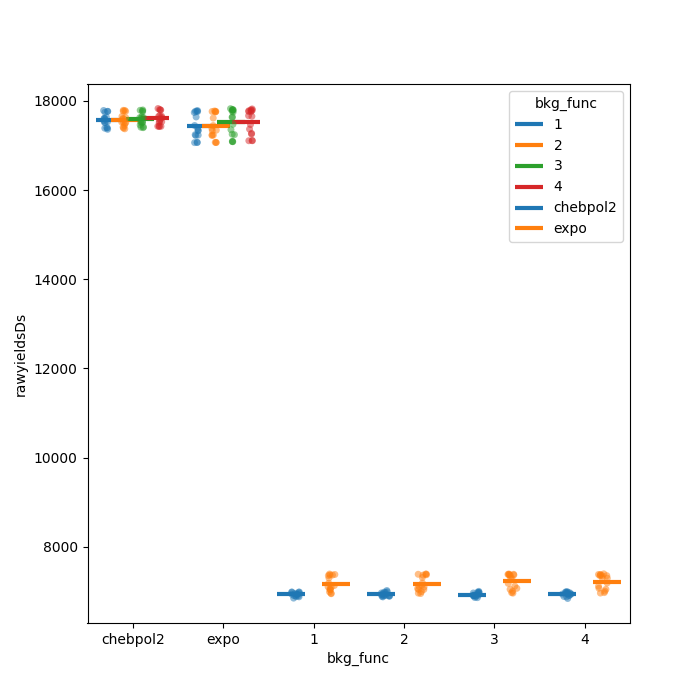 18000
16000
14000
12000
10000
8000
rawyieldsDs
chebpol2 expo 1 2 3 4
bkg_func
bkg_func
1
2
3
4
chebpol2
expo